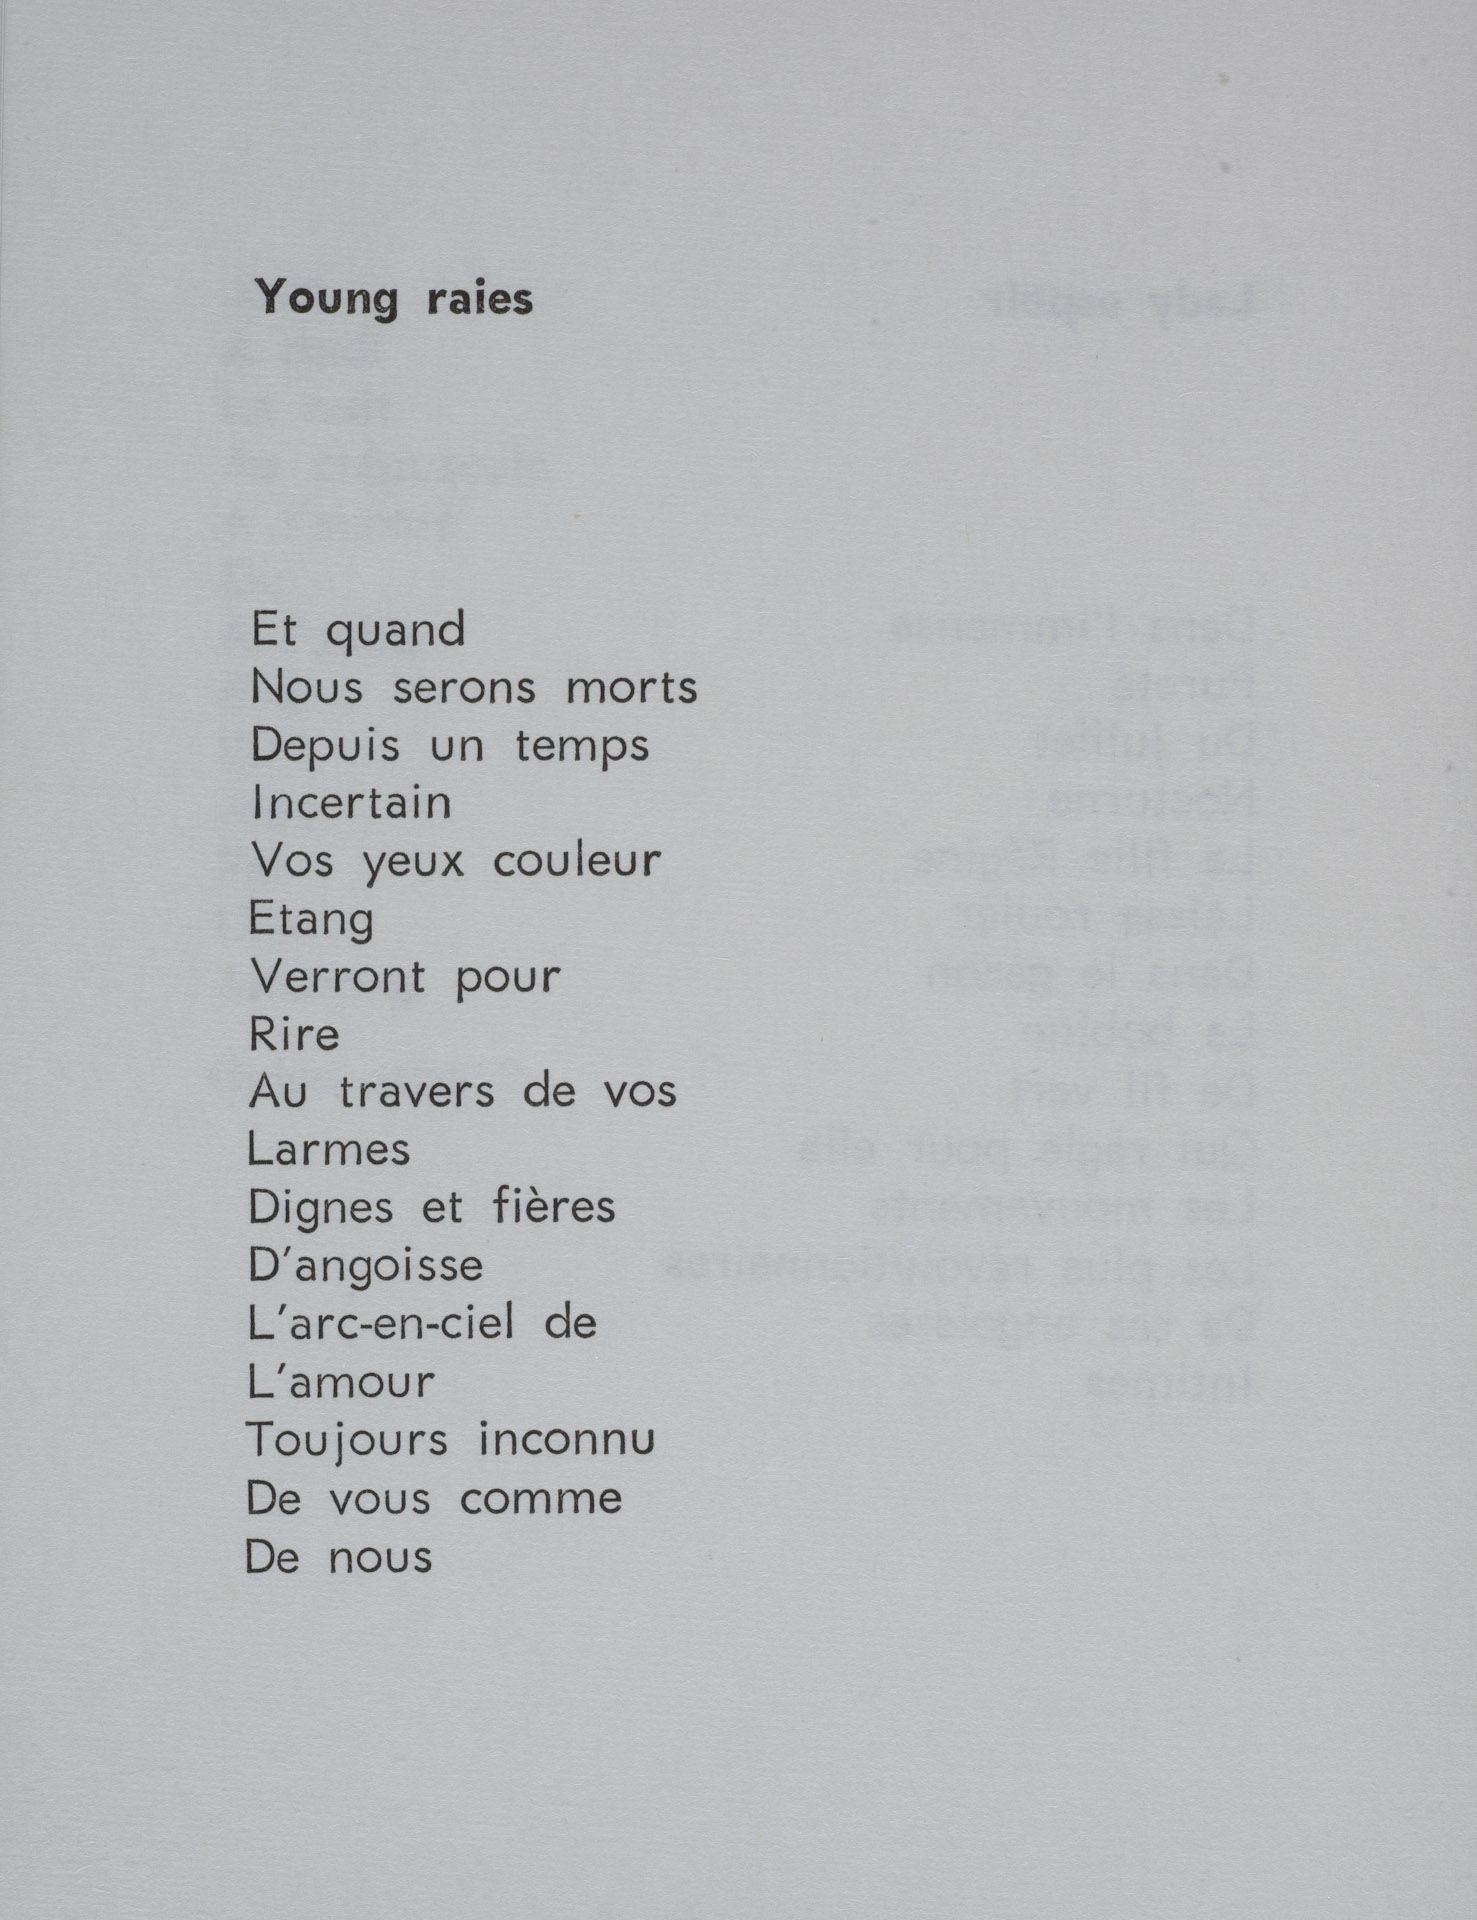 Young raies
Et quand
Nous serons morts
Depuis un temps
Incertain
Vos yeux couleur
Etang
Verront pour
Rire
Au travers de vos
Larmes
Dignes et fières
D'angoisse
L'arc-en-ciel de
L'amour
Toujours inconnu
De vous comme
De nous